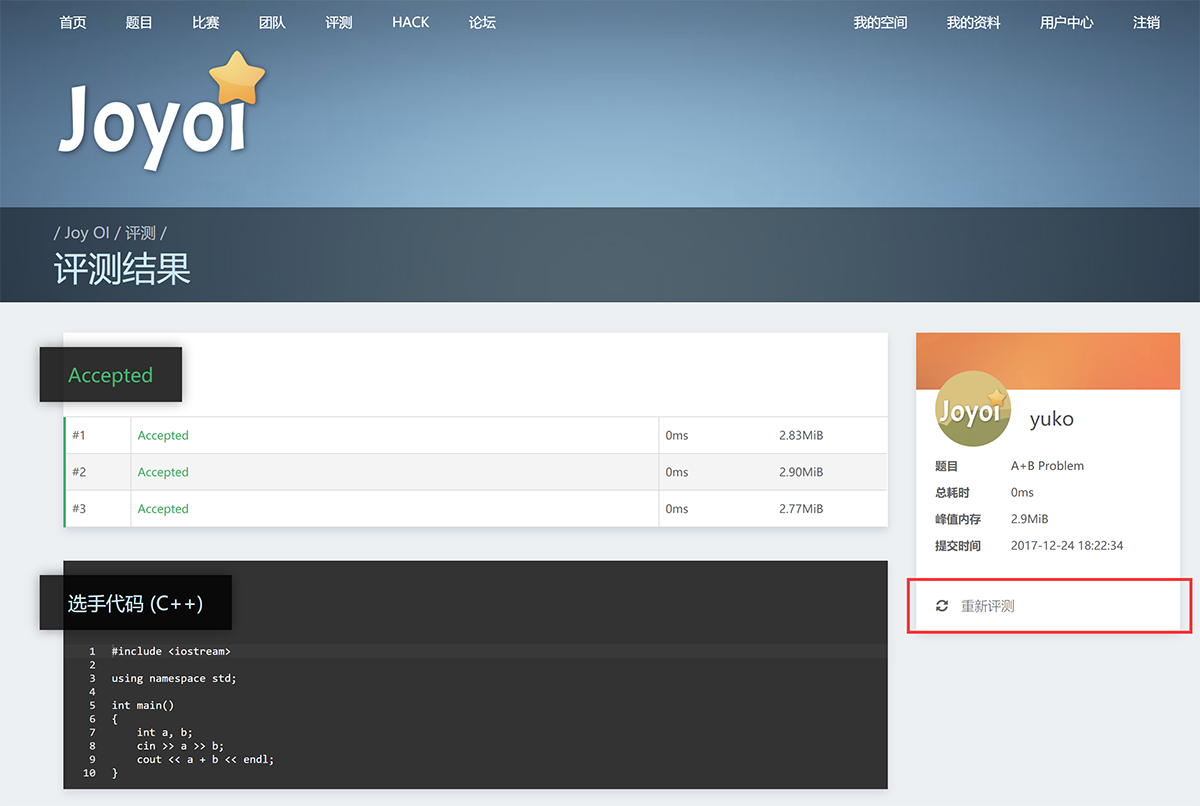 首页 题目 比赛 团队 评测 HACK 论坛 我的空间 我的资料 用户中心 注销
Joyoi
/ Joy OI / 评测 /
评测结果
Accepted
#1 Accepted 0ms 2.83MiB
#2 Accepted 0ms 2.90MiB
#3 Accepted 0ms 2.77MiB
选手代码 (C++)
1 #include <iostream>
2
3 using namespace std;
4
5 int main()
6 {
7     int a, b;
8     cin >> a >> b;
9     cout << a + b << endl;
10 }
Joyoi
yuko
题目 A+B Problem
总耗时 0ms
峰值内存 2.9MiB
提交时间 2017-12-24 18:22:34
重新评测